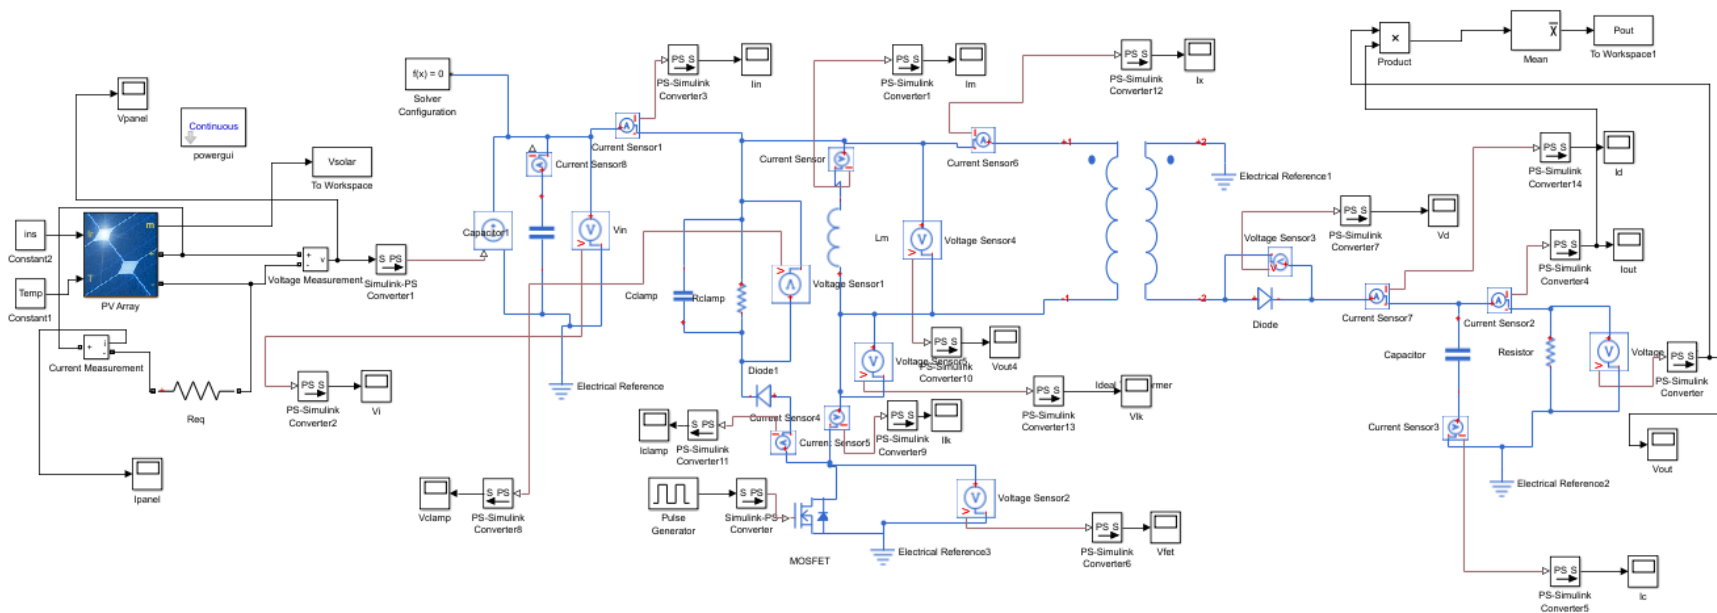 Vpanel
Continuous
powergui
Vsolar
To Workspace
ins
Constant2
Temp
Constant1
Ir
T
m
+
-
PV Array
+
-
v
Voltage Measurement
S PS
Simulink-PS
Converter1
+
-
i
Current Measurement
Req
Ipanel
f(x) = 0
Solver
Configuration
PS S
PS-Simulink
Converter3
Iin
Current Sensor1
Current Sensor8
Capacitor1
V
Vin
Electrical Reference
PS S
PS-Simulink
Converter2
Vi
Vclamp
S PS
PS-Simulink
Converter8
PS S
PS-Simulink
Converter1
Im
PS S
PS-Simulink
Converter12
Ix
Current Sensor
Current Sensor6
Cclamp
Rclamp
V
Voltage Sensor1
Lm
V
Voltage Sensor4
1
1
2
2
Electrical Reference1
Diode1
V
Voltage Sensor5
PS S
PS-Simulink
Converter10
Vout4
Current Sensor4
Current Sensor5
Iclamp
S PS
PS-Simulink
Converter11
PS S
PS-Simulink
Converter9
Ilk
PS S
PS-Simulink
Converter13
Vlk
Pulse
Generator
S PS
Simulink-PS
Converter
MOSFET
V
Voltage Sensor2
Electrical Reference3
PS S
PS-Simulink
Converter6
Vfet
×
Product
Mean
Pout
To Workspace1
PS S
PS-Simulink
Converter14
Id
PS S
PS-Simulink
Converter7
Vd
Voltage Sensor3
PS S
PS-Simulink
Converter4
Iout
Diode
Current Sensor7
Current Sensor2
Capacitor
Resistor
V
PS S
PS-Simulink
Converter
Vout
Current Sensor3
Electrical Reference2
PS S
PS-Simulink
Converter5
Ic